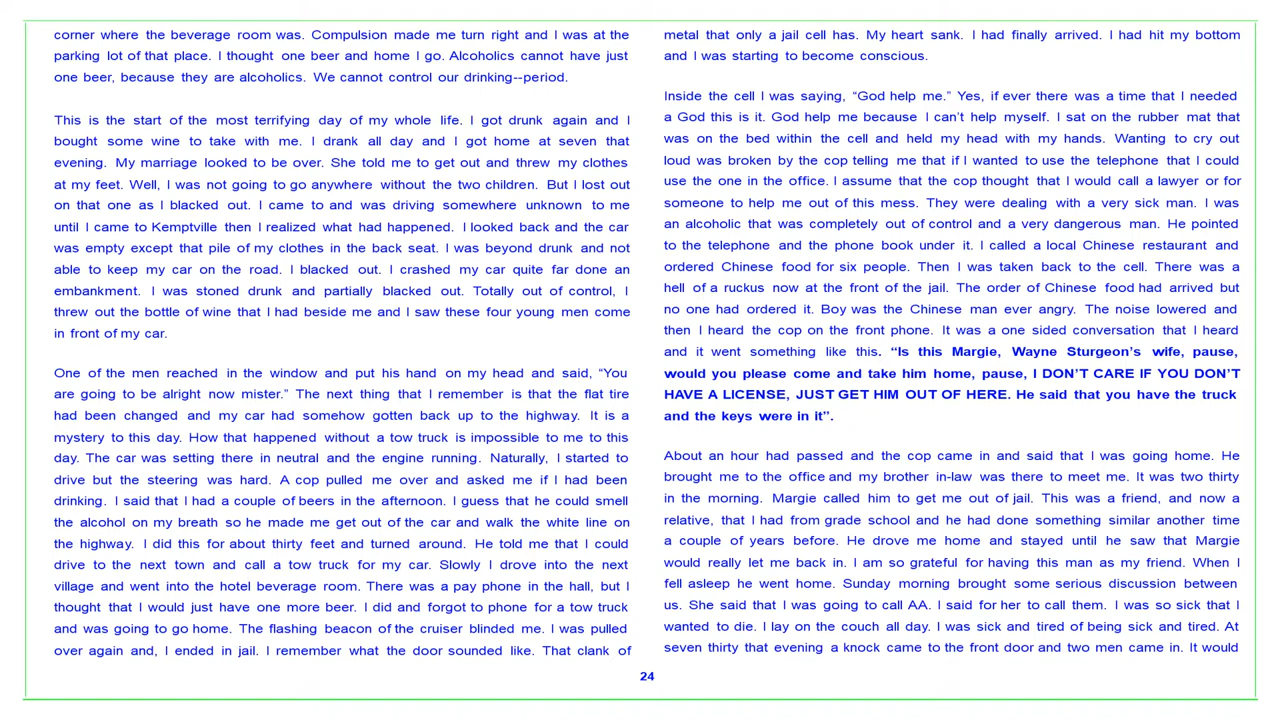 corner where the beverage room was. Compulsion made me turn right and I was at the
parking lot of that place. I thought one beer and home I go. Alcoholics cannot have just
one beer, because they are alcoholics. We cannot control our drinking--period.
This is the start of the most terrifying day of my whole life. I got drunk again and I
bought some wine to take with me. I drank all day and I got home at seven that
evening. My marriage looked to be over. She told me to get out and threw my clothes
at my feet. Well, I was not going to go anywhere without the two children. But I lost out
on that one as I blacked out. I came to and was driving somewhere unknown to me
until I came to Kemptville then I realized what had happened. I looked back and the car
was empty except that pile of my clothes in the back seat. I was beyond drunk and not
able to keep my car on the road. I blacked out. I crashed my car quite far done an
embankment. I was stoned drunk and partially blacked out. Totally out of control, I
threw out the bottle of wine that I had beside me and I saw these four young men come
in front of my car.
One of the men reached in the window and put his hand on my head and said, “You
are going to be alright now mister.” The next thing that I remember is that the flat tire
had been changed and my car had somehow gotten back up to the highway. It is a
mystery to this day. How that happened without a tow truck is impossible to me to this
day. The car was setting there in neutral and the engine running. Naturally, I started to
drive but the steering was hard. A cop pulled me over and asked me if I had been
drinking. I said that I had a couple of beers in the afternoon. I guess that he could smell
the alcohol on my breath so he made me get out of the car and walk the white line on
the highway. I did this for about thirty feet and turned around. He told me that I could
drive to the next town and call a tow truck for my car. Slowly I drove into the next
village and went into the hotel beverage room. There was a pay phone in the hall, but I
thought that I would just have one more beer. I did and forgot to phone for a tow truck
and was going to go home. The flashing beacon of the cruiser blinded me. I was pulled
over again and, I ended in jail. I remember what the door sounded like. That clank of
metal that only a jail cell has. My heart sank. I had finally arrived. I had hit my bottom
and I was starting to become conscious.
Inside the cell I was saying, “God help me.” Yes, if ever there was a time that I needed
a God this is it. God help me because I can’t help myself. I sat on the rubber mat that
was on the bed within the cell and held my head with my hands. Wanting to cry out
loud was broken by the cop telling me that if I wanted to use the telephone that I could
use the one in the office. I assume that the cop thought that I would call a lawyer or for
someone to help me out of this mess. They were dealing with a very sick man. I was
an alcoholic that was completely out of control and a very dangerous man. He pointed
to the telephone and the phone book under it. I called a local Chinese restaurant and
ordered Chinese food for six people. Then I was taken back to the cell. There was a
hell of a ruckus now at the front of the jail. The order of Chinese food had arrived but
no one had ordered it. Boy was the Chinese man ever angry. The noise lowered and
then I heard the cop on the front phone. It was a one sided conversation that I heard
and it went something like this. “Is this Margie, Wayne Sturgeon’s wife, pause,
would you please come and take him home, pause, I DON’T CARE IF YOU DON’T
HAVE A LICENSE, JUST GET HIM OUT OF HERE. He said that you have the truck
and the keys were in it”.
About an hour had passed and the cop came in and said that I was going home. He
brought me to the office and my brother in-law was there to meet me. It was two thirty
in the morning. Margie called him to get me out of jail. This was a friend, and now a
relative, that I had from grade school and he had done something similar another time
a couple of years before. He drove me home and stayed until he saw that Margie
would really let me back in. I am so grateful for having this man as my friend. When I
fell asleep he went home. Sunday morning brought some serious discussion between
us. She said that I was going to call AA. I said for her to call them. I was so sick that I
wanted to die. I lay on the couch all day. I was sick and tired of being sick and tired. At
seven thirty that evening a knock came to the front door and two men came in. It would
24